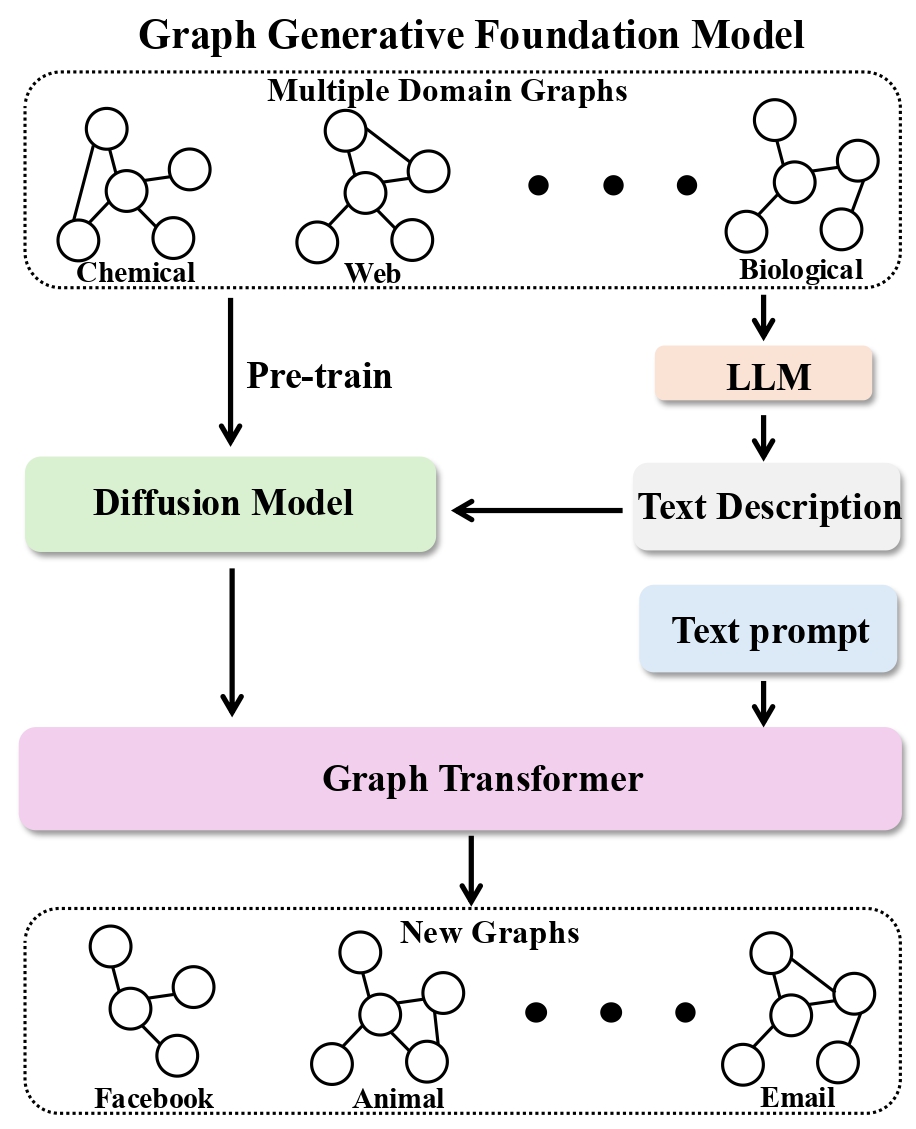 Graph Generative Foundation Model
Multiple Domain Graphs
Chemical
Web
Biological
Pre-train
LLM
Diffusion Model
Text Description
Text prompt
Graph Transformer
New Graphs
Facebook
Animal
Email